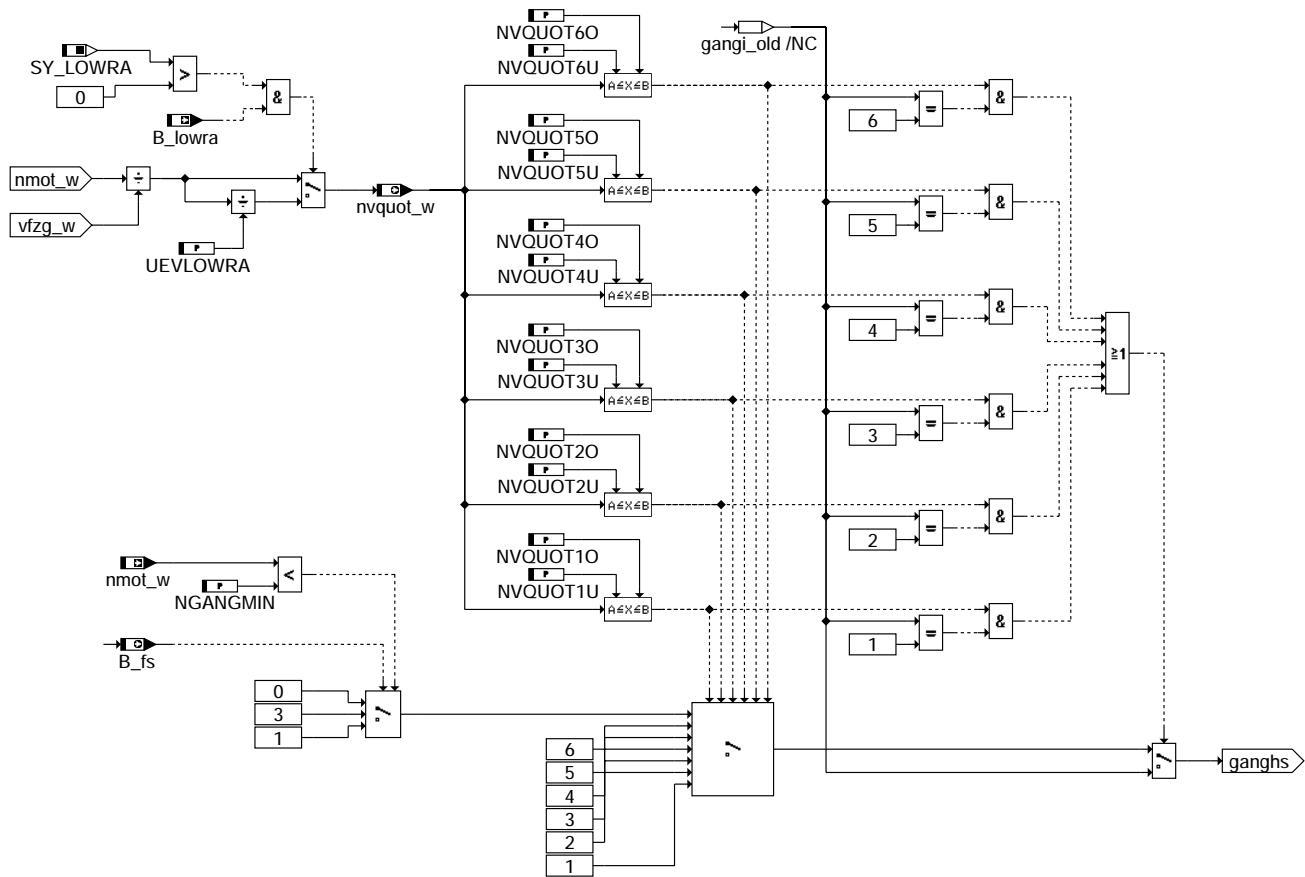 SY_LOWRA
>
0
&
B_lowra
nmot_w
÷
vfzg_w
÷
P
UEVLOWRA
nvquot_w
P
NVQUOT6O
P
NVQUOT6U
A≤X≤B
P
NVQUOT5O
P
NVQUOT5U
A≤X≤B
P
NVQUOT4O
P
NVQUOT4U
A≤X≤B
P
NVQUOT3O
P
NVQUOT3U
A≤X≤B
P
NVQUOT2O
P
NVQUOT2U
A≤X≤B
P
NVQUOT1O
P
NVQUOT1U
A≤X≤B
gangi_old /NC
=
6
&
=
5
&
=
4
&
=
3
&
=
2
&
=
1
&
≥1
nmot_w
<
P
NGANGMIN
B_fs
0
3
1
6
5
4
3
2
1
ganghs